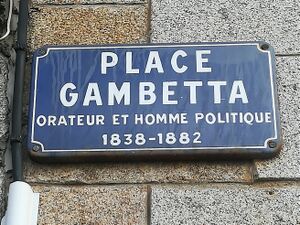 PLACE
GAMBETTA
ORATEUR ET HOMME POLITIQUE
1838-1882